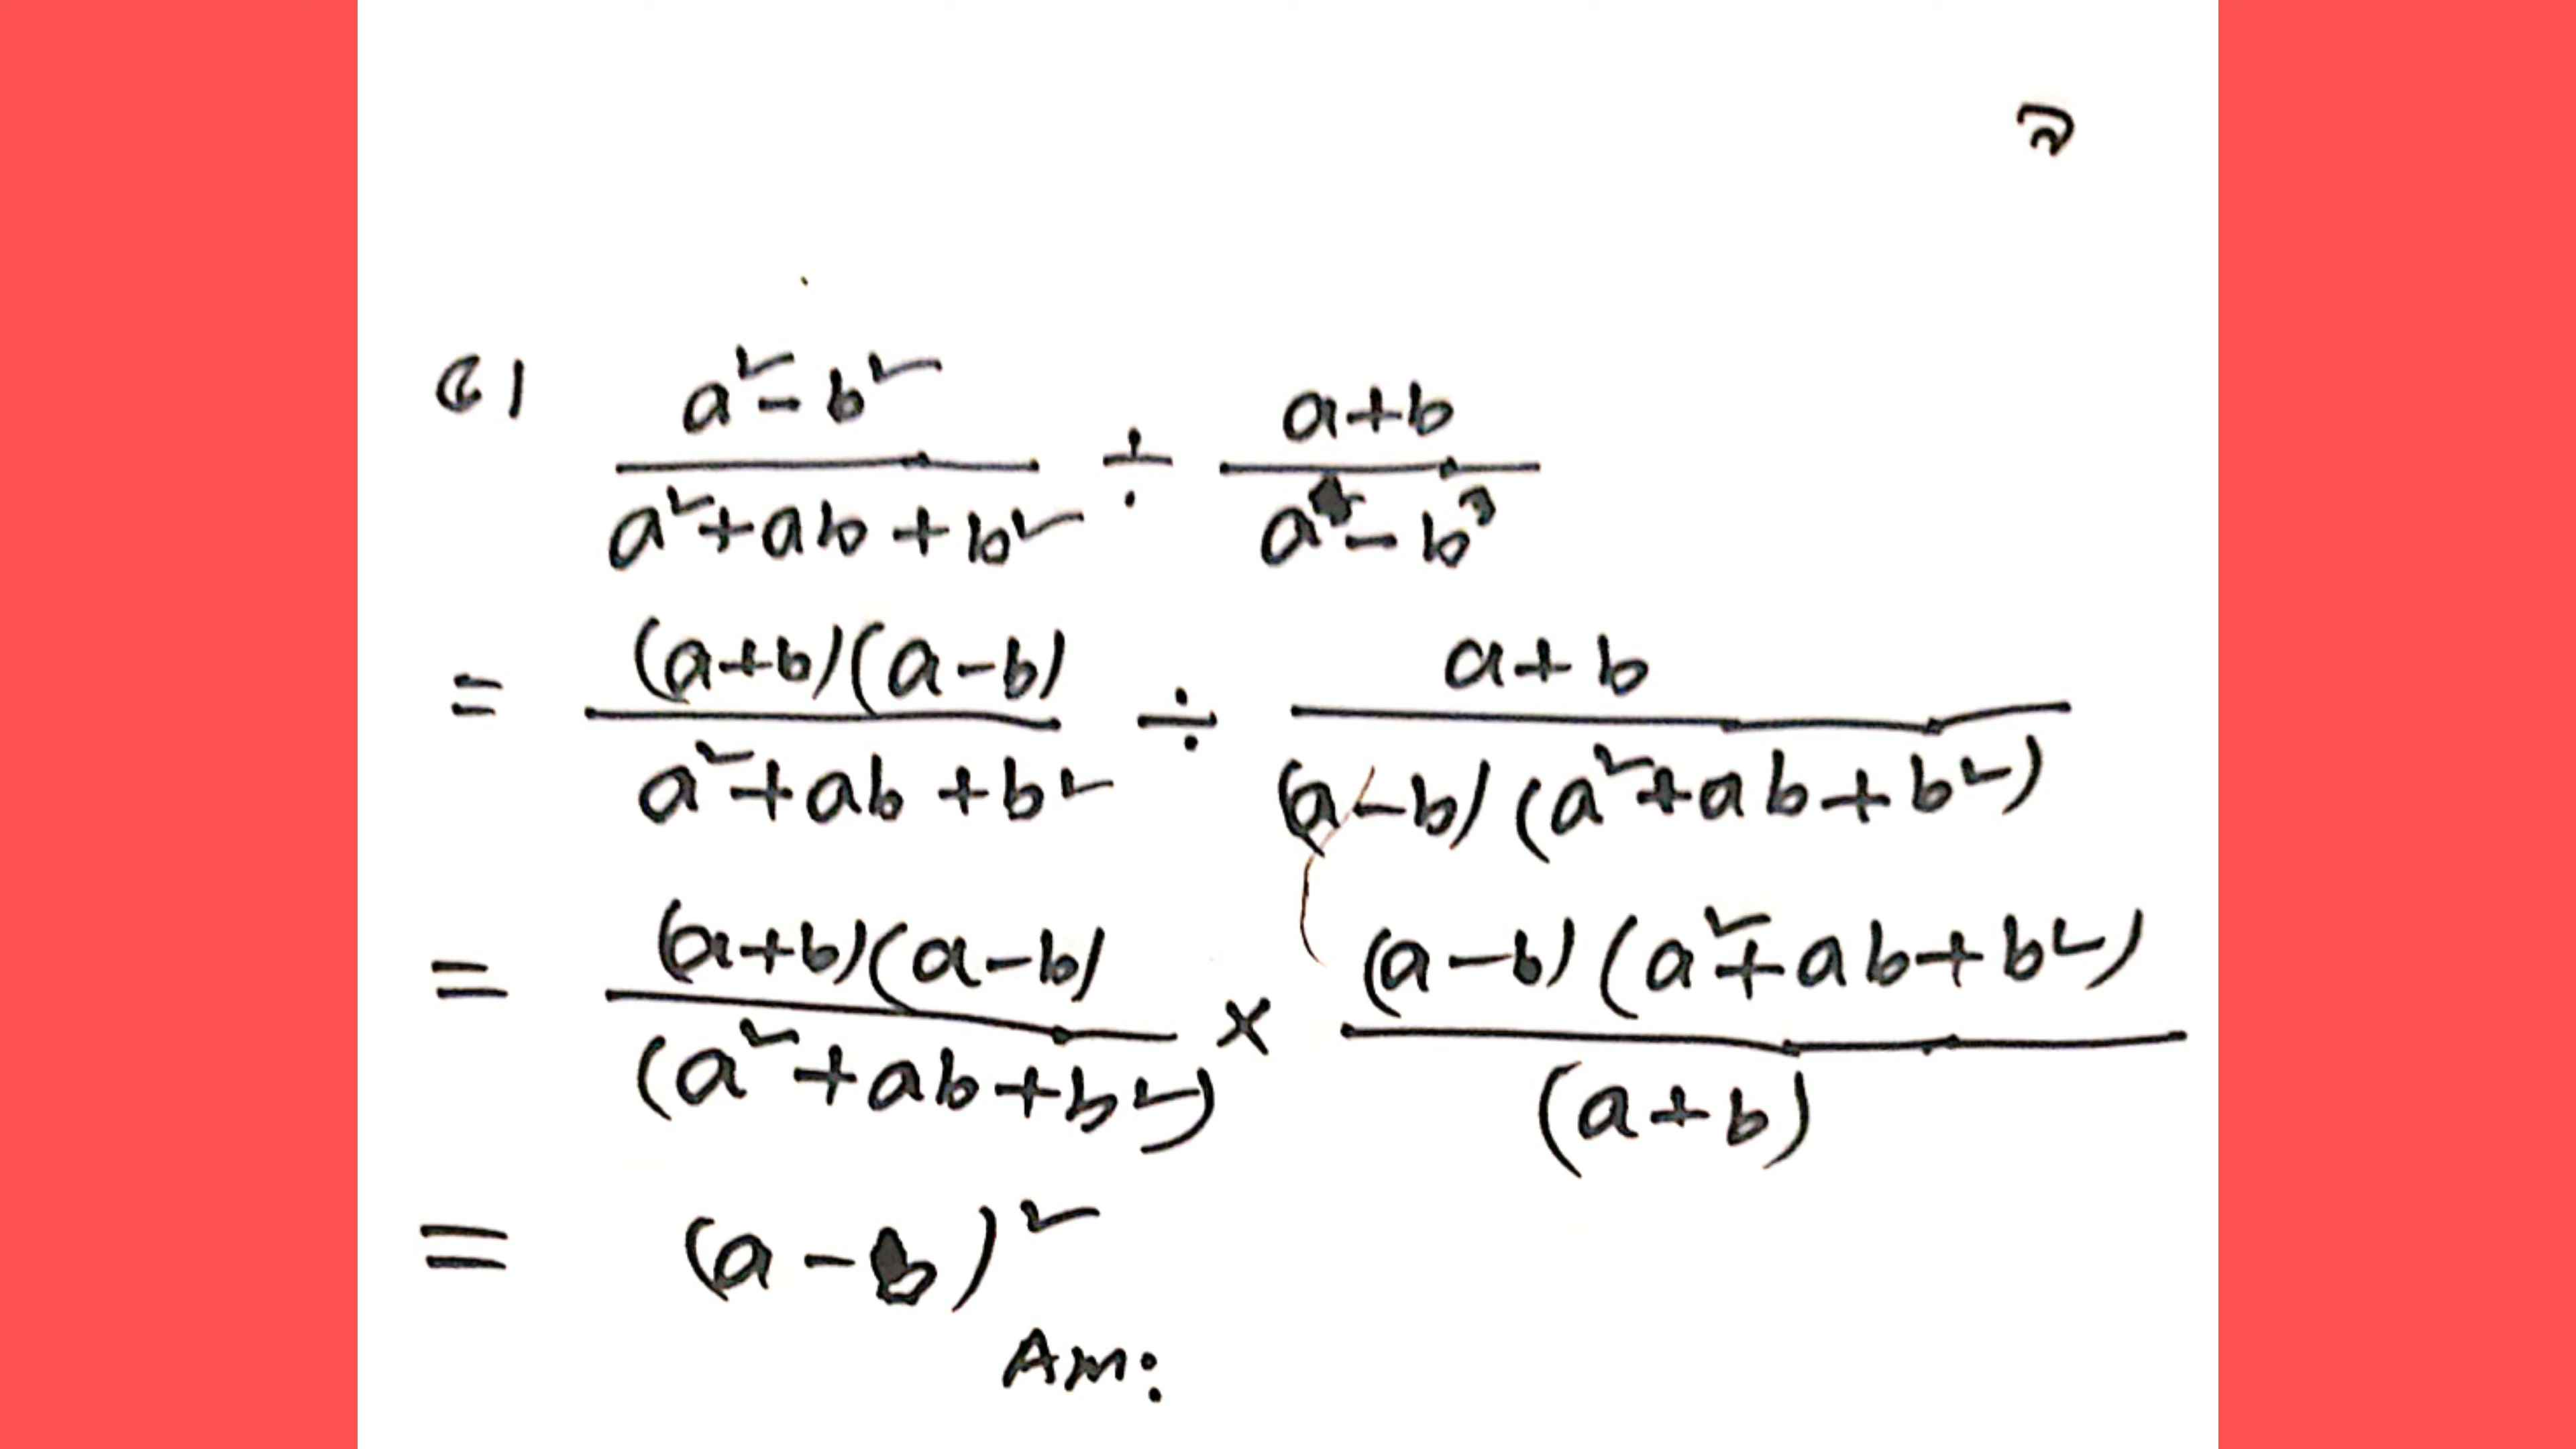 ২
৫। (a² - b²)/(a² + ab + b²) ÷ (a+b)/(a³ - b³)
= ((a+b)(a-b))/(a² + ab + b²) ÷ (a+b)/((a-b)(a² + ab + b²))
= ((a+b)(a-b))/((a² + ab + b²)) × ((a-b)(a² + ab + b²))/((a+b))
= (a - b)²
Ans: